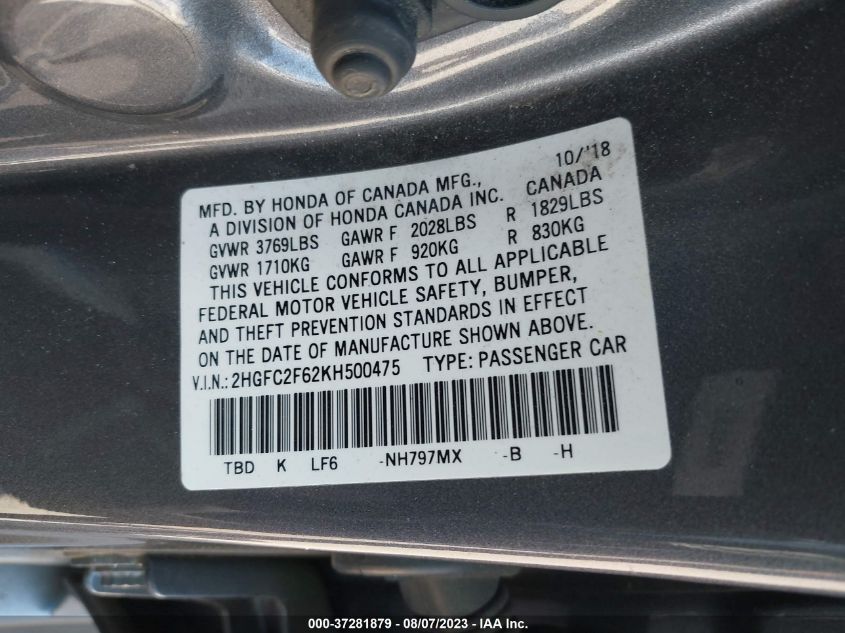 10/'18
MFD. BY HONDA OF CANADA MFG.,
A DIVISION OF HONDA CANADA INC. CANADA
GVWR 3769LBS GAWR F 2028LBS R 1829LBS
GVWR 1710KG GAWR F 920KG R 830KG
THIS VEHICLE CONFORMS TO ALL APPLICABLE
FEDERAL MOTOR VEHICLE SAFETY, BUMPER,
AND THEFT PREVENTION STANDARDS IN EFFECT
ON THE DATE OF MANUFACTURE SHOWN ABOVE.
V.I.N.: 2HGFC2F62KH500475 TYPE: PASSENGER CAR
TBD K LF6 -NH797MX -B -H
000-37281879 — 08/07/2023 — IAA Inc.